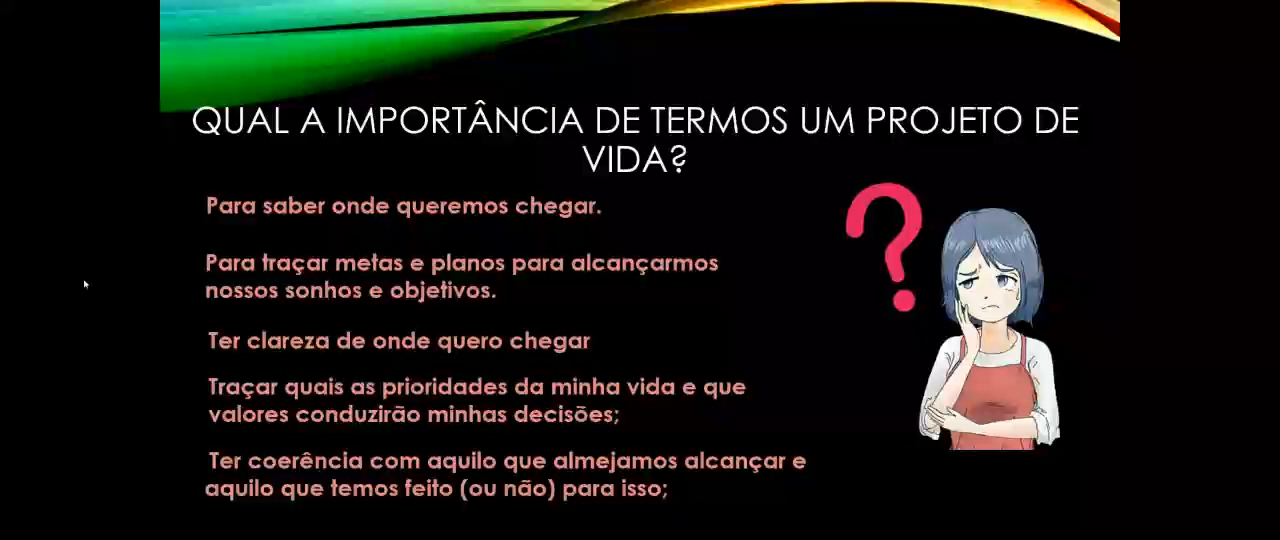 QUAL A IMPORTÂNCIA DE TERMOS UM PROJETO DE
VIDA?
Para saber onde queremos chegar.
Para traçar metas e planos para alcançarmos
nossos sonhos e objetivos.
Ter clareza de onde quero chegar
Traçar quais as prioridades da minha vida e que
valores conduzirão minhas decisões;
Ter coerência com aquilo que almejamos alcançar e
aquilo que temos feito (ou não) para isso;